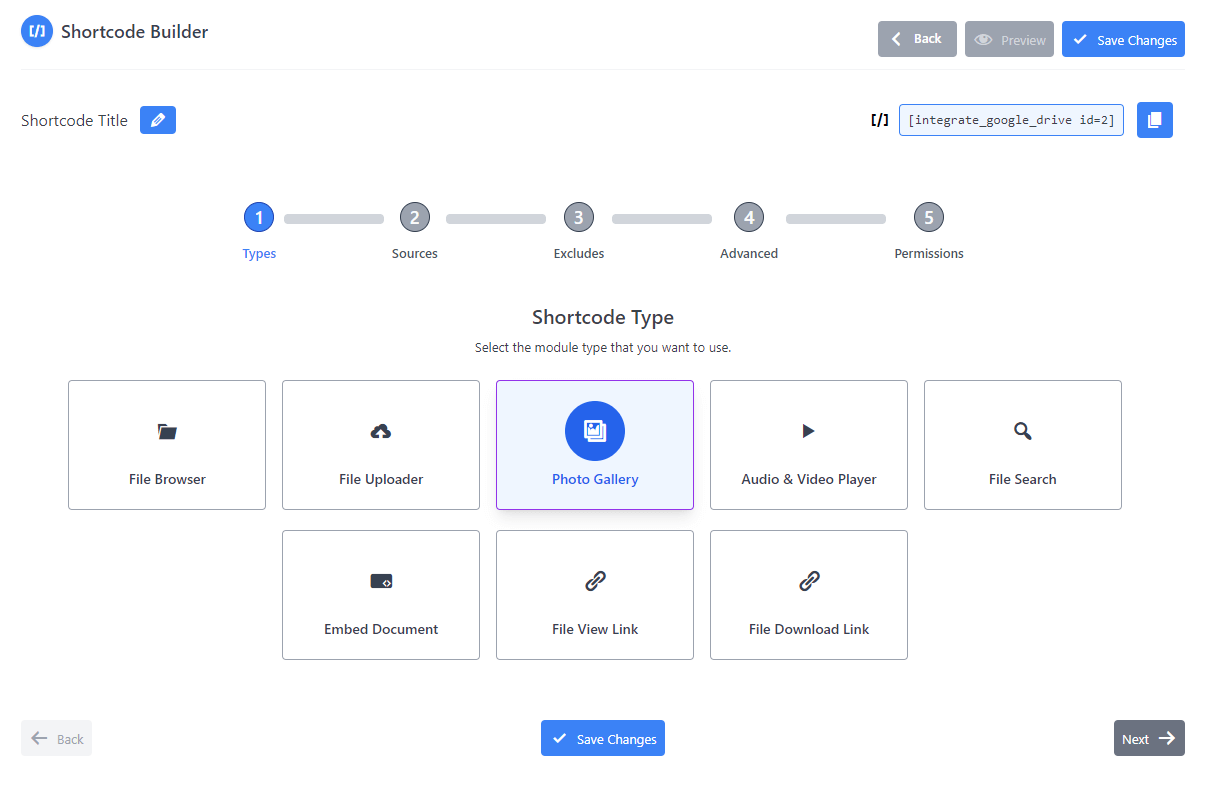 [/] Shortcode Builder
Back
Preview
Save Changes
Shortcode Title
[/] [integrate_google_drive id=2]
1 2 3 4 5
Types Sources Excludes Advanced Permissions
Shortcode Type
Select the module type that you want to use.
File Browser File Uploader Photo Gallery Audio & Video Player File Search
Embed Document File View Link File Download Link
Back Save Changes Next